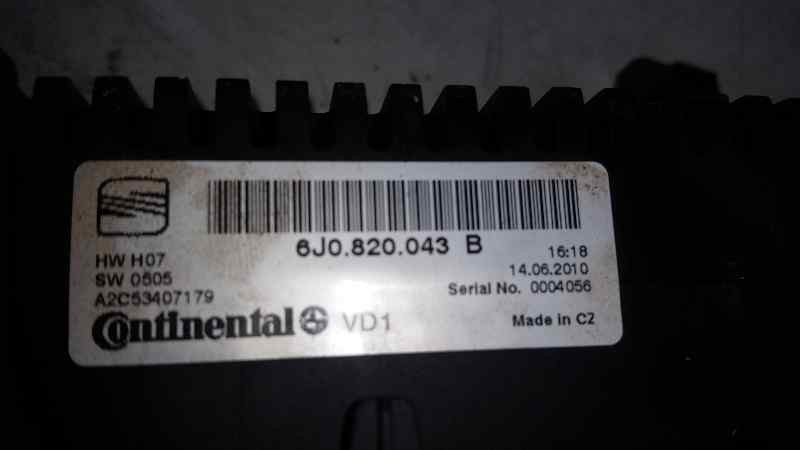 6J0.820.043 B
HW H07
SW 0505
A2C53407179
16:18
14.06.2010
Serial No. 0004056
Continental VD1
Made in CZ